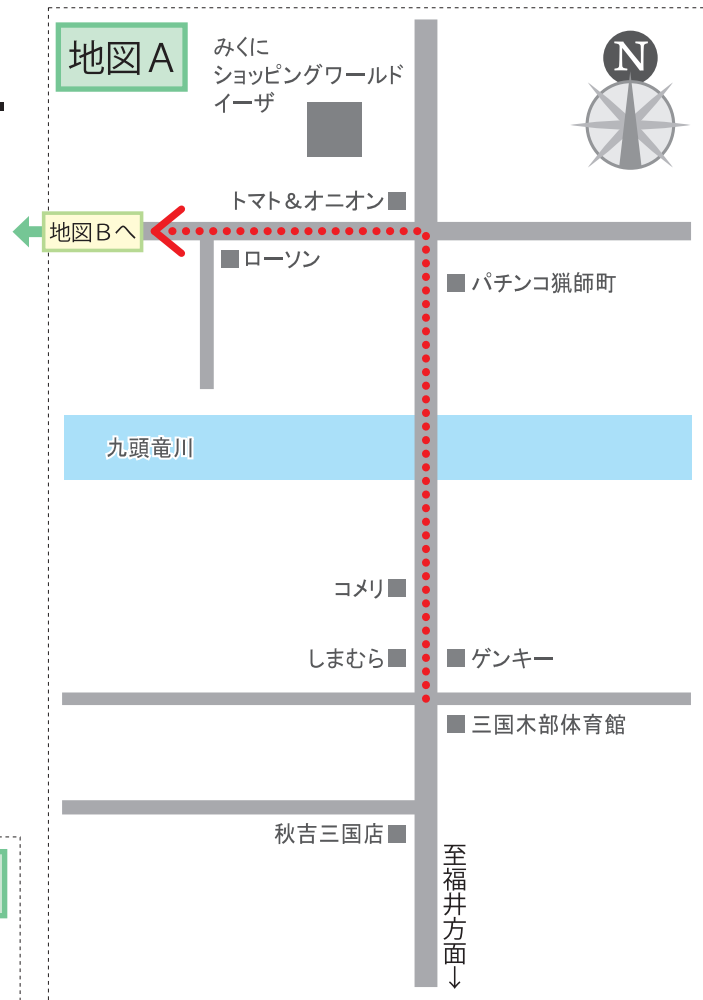 地図A
みくに
ショッピングワールド
イーザ
N
トマト&オニオン
地図Bへ
ローソン
パチンコ猟師町
九頭竜川
コメリ
しまむら
ゲンキー
三国木部体育館
秋吉三国店
至福井方面↓